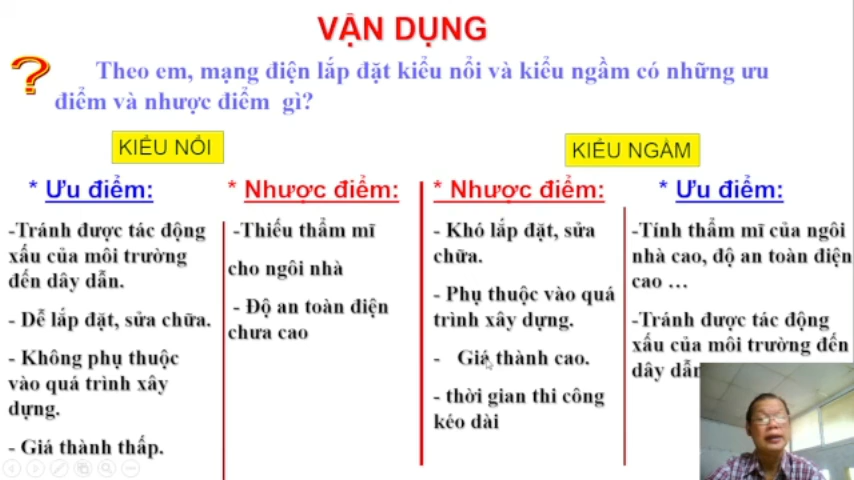 VẬN DỤNG
?
Theo em, mạng điện lắp đặt kiểu nổi và kiểu ngầm có những ưu
điểm và nhược điểm gì?
KIỂU NỔI
* Ưu điểm:
-Tránh được tác động
xấu của môi trường
đến dây dẫn.
- Dễ lắp đặt, sửa chữa.
- Không phụ thuộc
vào quá trình xây
dựng.
- Giá thành thấp.
* Nhược điểm:
-Thiếu thẩm mĩ
cho ngôi nhà
- Độ an toàn điện
chưa cao
KIỂU NGẦM
* Nhược điểm:
- Khó lắp đặt, sửa
chữa.
- Phụ thuộc vào quá
trình xây dựng.
- Giá thành cao.
- thời gian thi công
kéo dài
* Ưu điểm:
-Tính thẩm mĩ của ngôi
nhà cao, độ an toàn điện
cao …
-Tránh được tác động
xấu của môi trường đến
dây dẫn